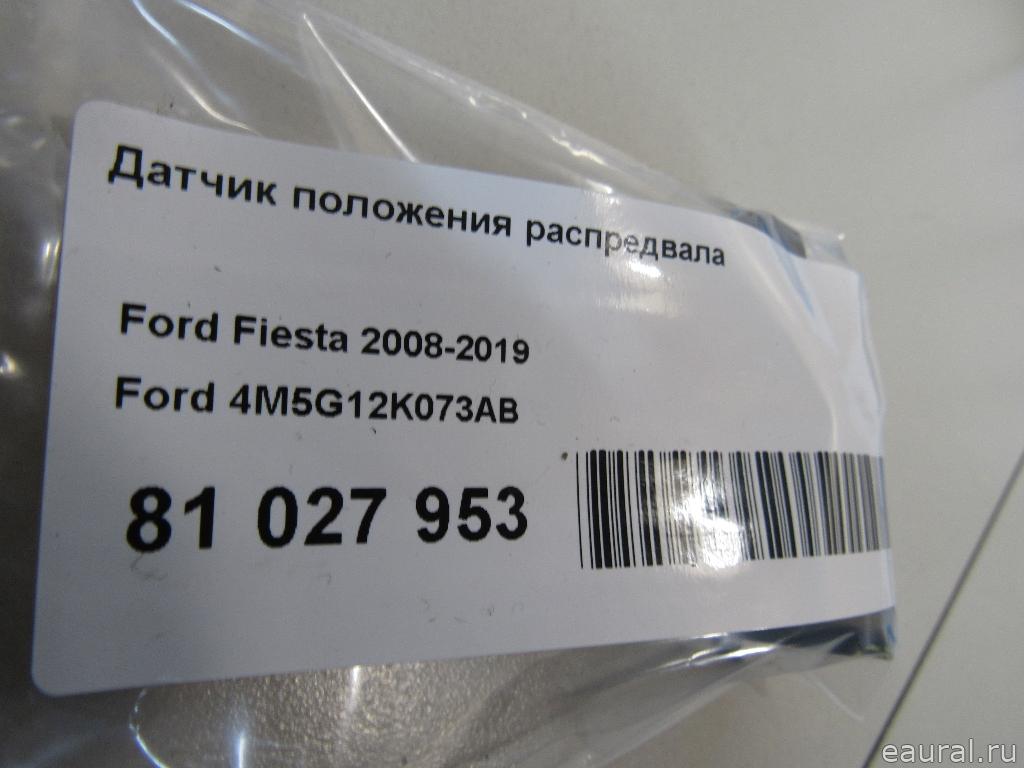 Датчик положения распредвала
Ford Fiesta 2008-2019
Ford 4M5G12K073AB
81 027 953
eaural.ru